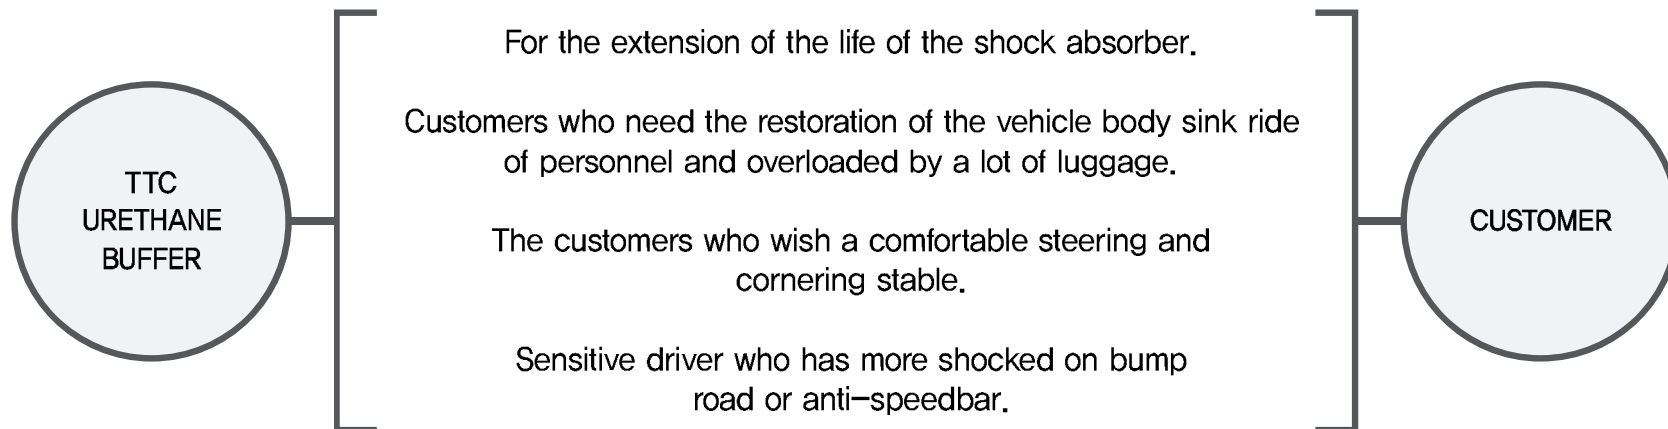 TTC
URETHANE
BUFFER
For the extension of the life of the shock absorber.
Customers who need the restoration of the vehicle body sink ride
of personnel and overloaded by a lot of luggage.
The customers who wish a comfortable steering and
cornering stable.
Sensitive driver who has more shocked on bump
road or anti-speedbar.
CUSTOMER